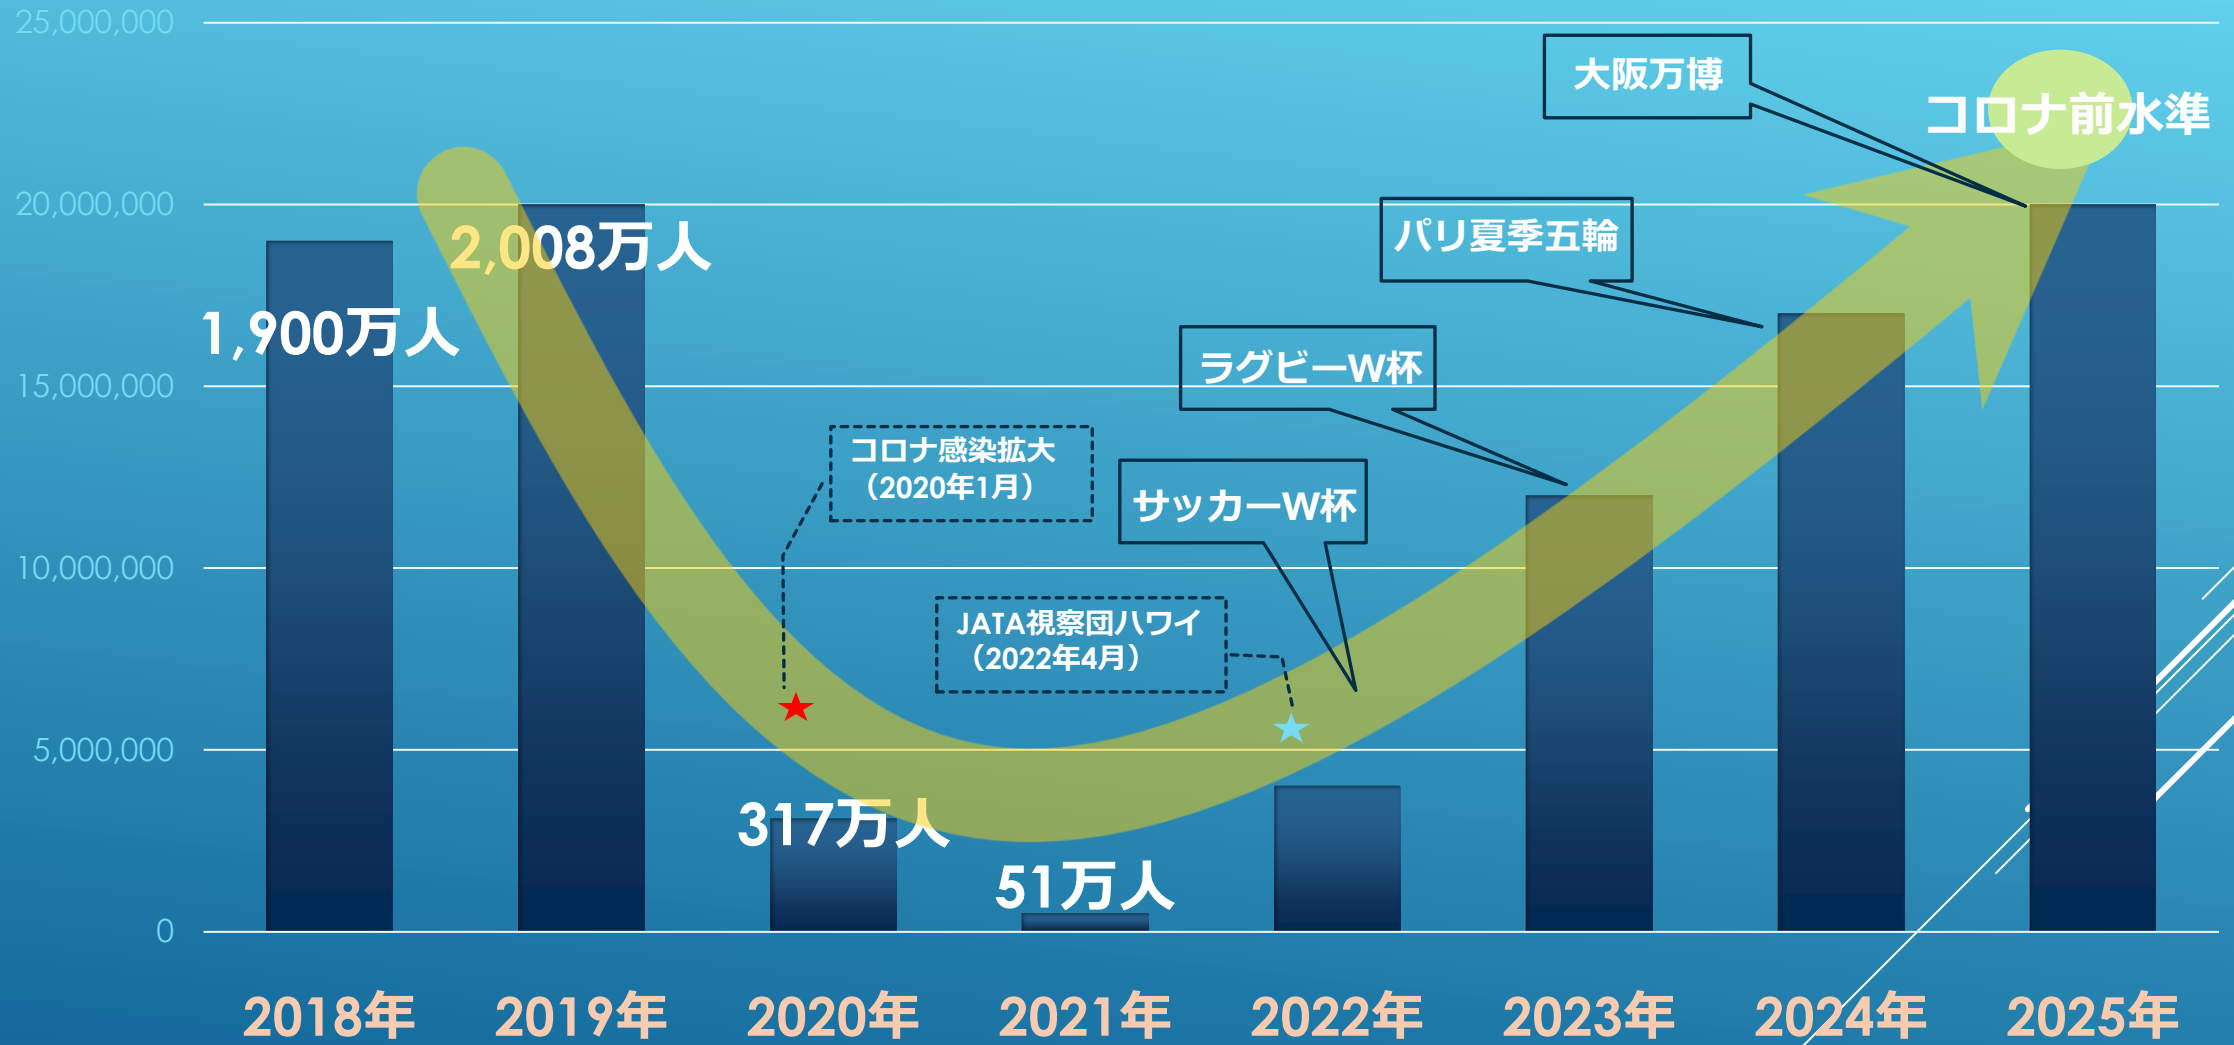 25,000,000
20,000,000
15,000,000
10,000,000
5,000,000
0
大阪万博
コロナ前水準
パリ夏季五輪
2,008万人
1,900万人
ラグビーW杯
コロナ感染拡大
（2020年1月）
サッカーW杯
JATA視察団ハワイ
（2022年4月）
317万人
51万人
2018年
2019年
2020年
2021年
2022年
2023年
2024年
2025年